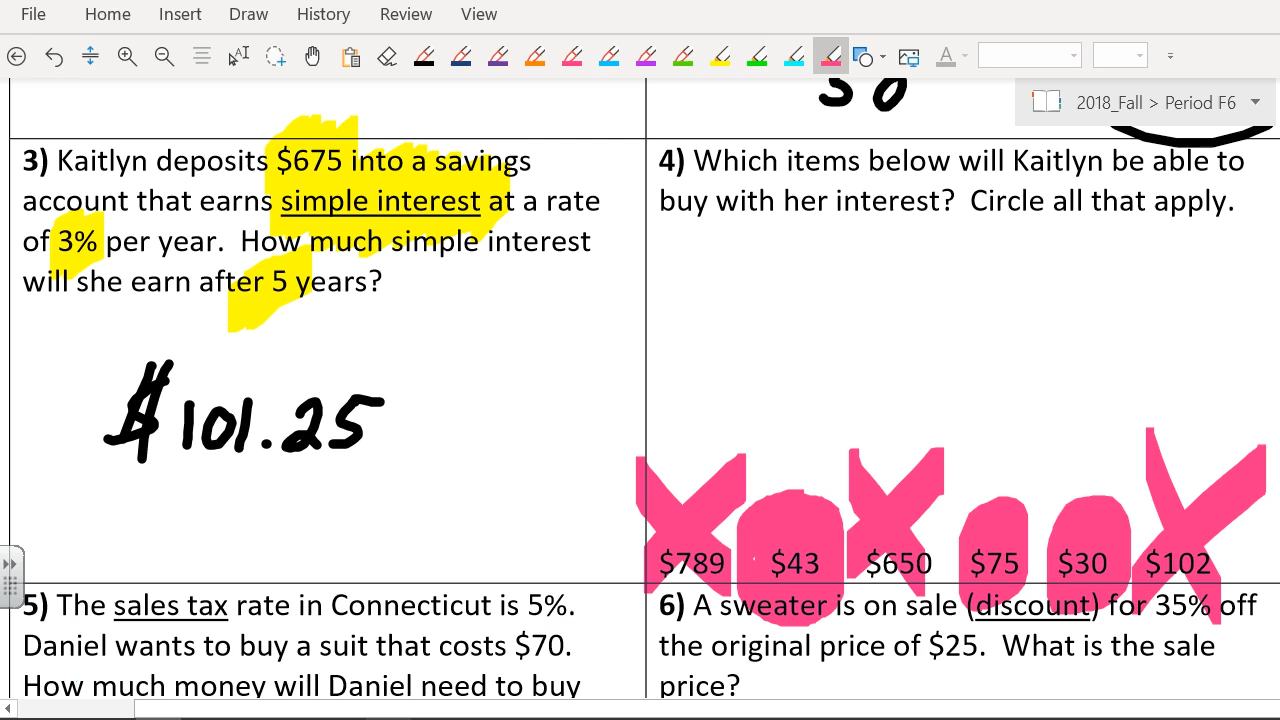 File Home Insert Draw History Review View
2018_Fall > Period F6
3) Kaitlyn deposits $675 into a savings
account that earns simple interest at a rate
of 3% per year. How much simple interest
will she earn after 5 years?
$101.25
4) Which items below will Kaitlyn be able to
buy with her interest? Circle all that apply.
$789 $43 $650 $75 $30 $102
5) The sales tax rate in Connecticut is 5%.
Daniel wants to buy a suit that costs $70.
How much money will Daniel need to buy
6) A sweater is on sale (discount) for 35% off
the original price of $25. What is the sale
price?